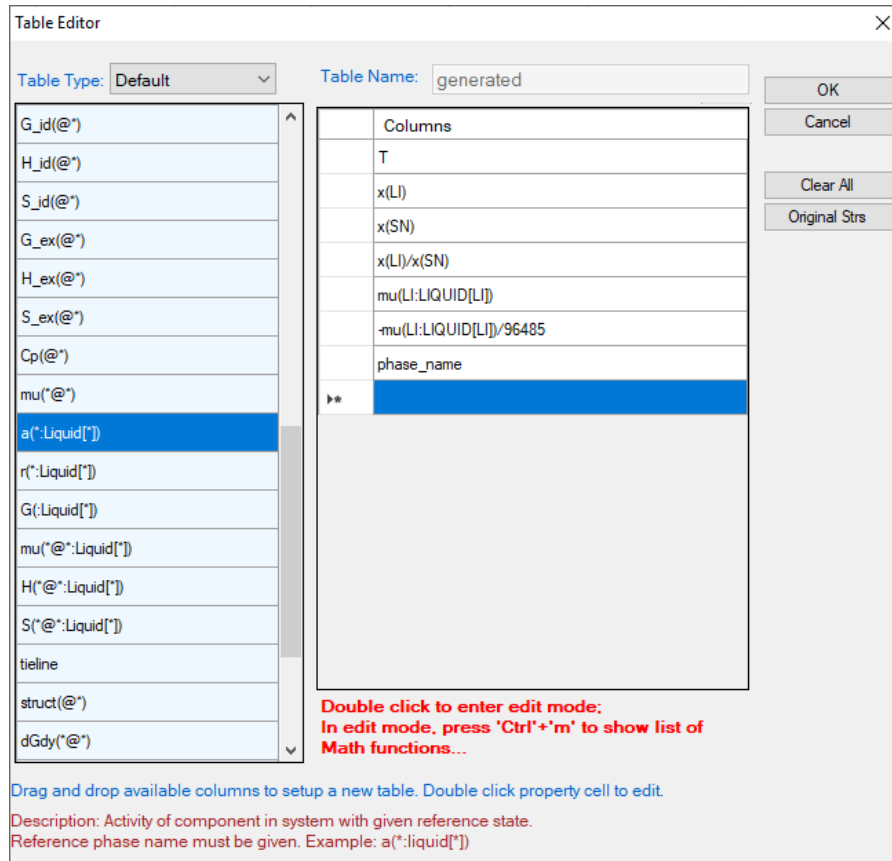 Table Editor
Table Type: Default
Table Name: generated
OK
Cancel
Clear All
Original Strs
G_id(@*)
H_id(@*)
S_id(@*)
G_ex(@*)
H_ex(@*)
S_ex(@*)
Cp(@*)
mu(*@*)
a(*:Liquid[*])
r(*:Liquid[*])
G(:Liquid[*])
mu(*@*:Liquid[*])
H(*@*:Liquid[*])
S(*@*:Liquid[*])
tieline
struct(@*)
dGdy(*@*)
Columns
T
x(LI)
x(SN)
x(LI)/x(SN)
mu(LI:LIQUID[LI])
-mu(LI:LIQUID[LI])/96485
phase_name
Double click to enter edit mode;
In edit mode, press 'Ctrl'+'m' to show list of
Math functions...
Drag and drop available columns to setup a new table. Double click property cell to edit.
Description: Activity of component in system with given reference state.
Reference phase name must be given. Example: a(*:liquid[*])